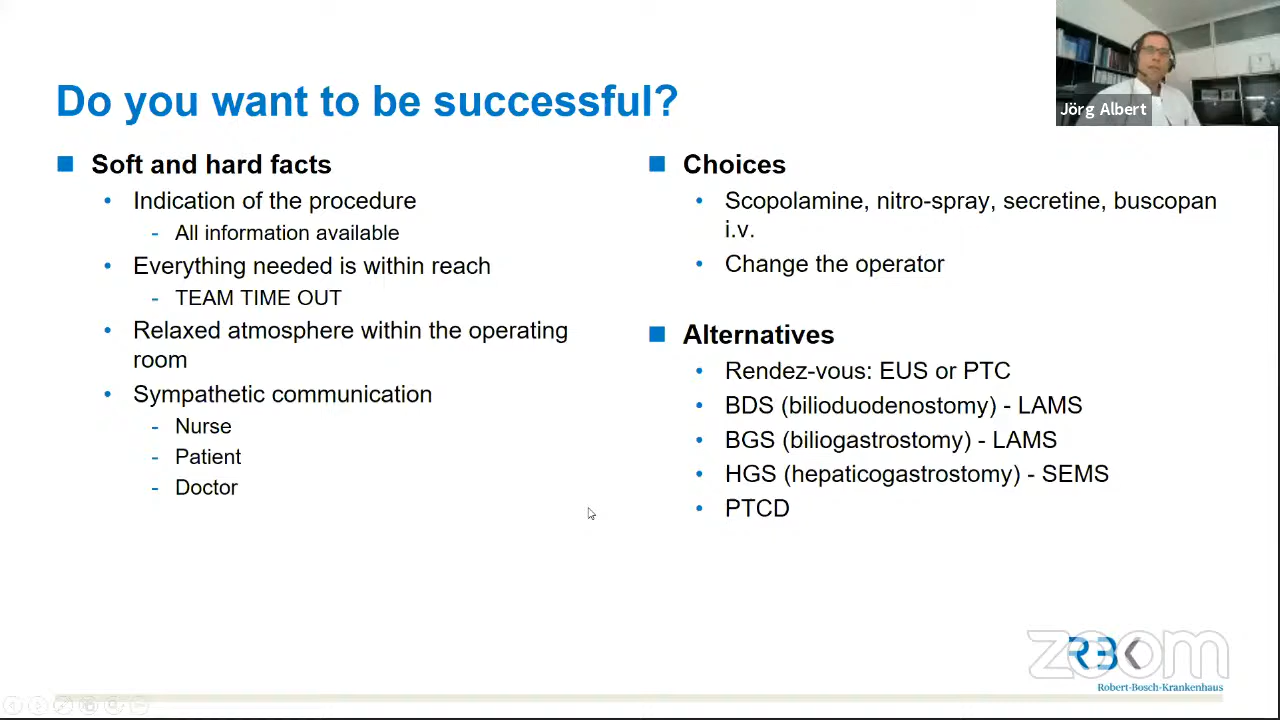 Do you want to be successful?
Soft and hard facts
Indication of the procedure
- All information available
Everything needed is within reach
- TEAM TIME OUT
Relaxed atmosphere within the operating
room
Sympathetic communication
- Nurse
- Patient
- Doctor
Choices
Scopolamine, nitro-spray, secretine, buscopan
i.v.
Change the operator
Alternatives
Rendez-vous: EUS or PTC
BDS (bilioduodenostomy) - LAMS
BGS (biliogastrostomy) - LAMS
HGS (hepaticogastrostomy) - SEMS
PTCD
Jörg Albert
zoom
RBK
Robert-Bosch-Krankenhaus